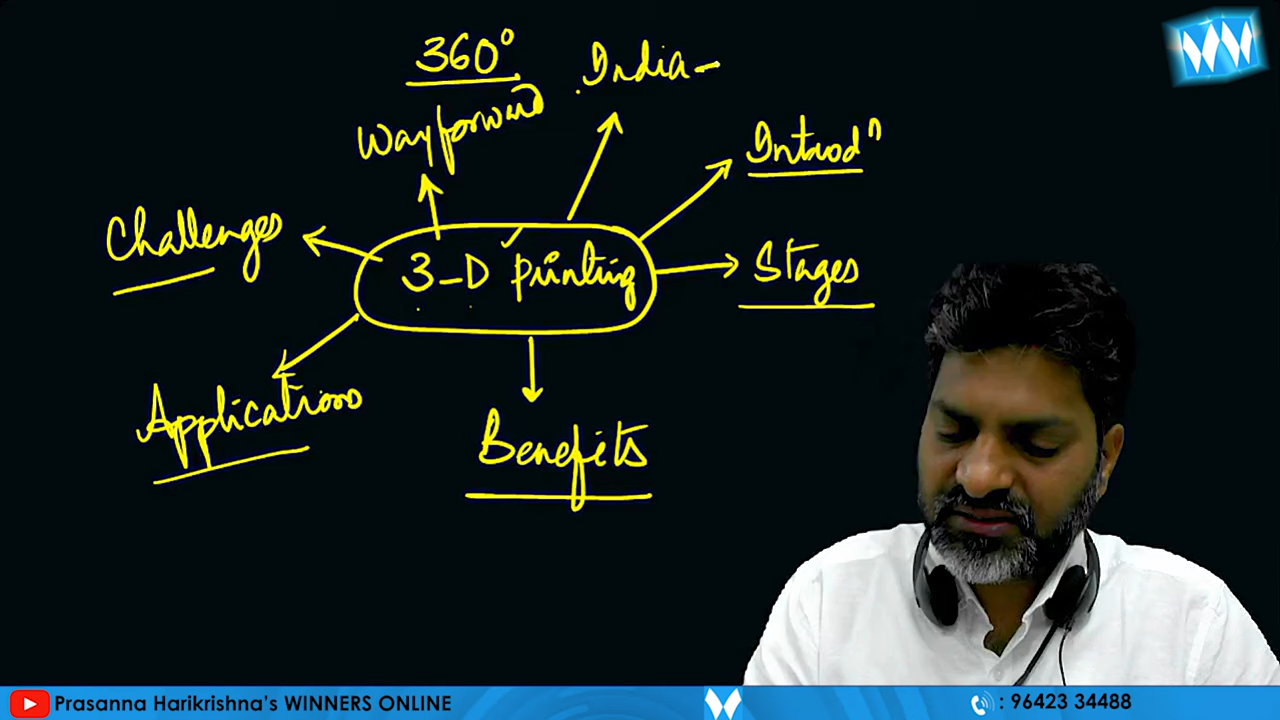 360°
India-
Wayforward
Introdⁿ
Challenges
3-D Printing
Stages
Applications
Benefits
W
Prasanna Harikrishna's WINNERS ONLINE
: 96423 34488